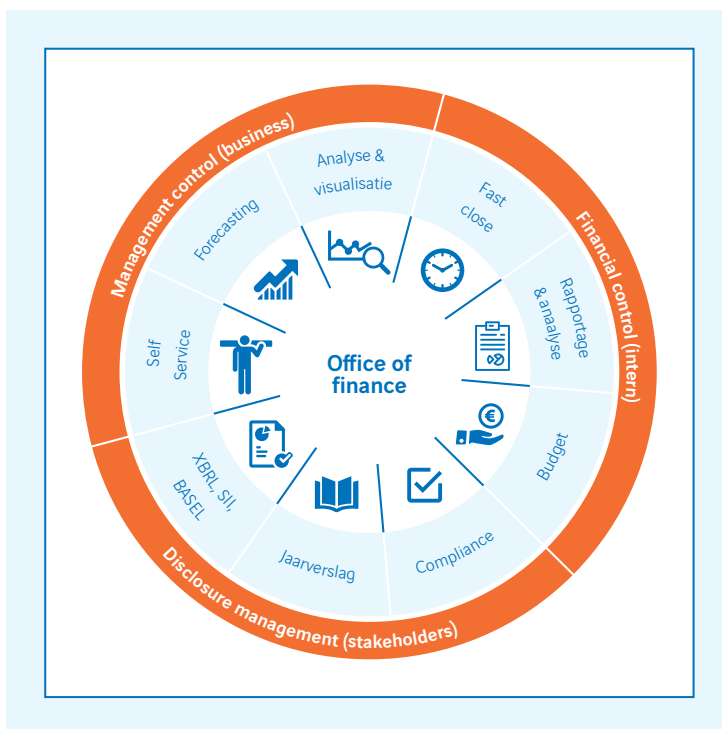 Management control (business)
Financial control (intern)
Disclosure management (stakeholders)
Analyse &
visualisatie
Fast
close
Rapportage
& anaalyse
Budget
Compliance
Jaarverslag
XBRL, SII,
BASEL
Self
Service
Forecasting
Office of
finance
€